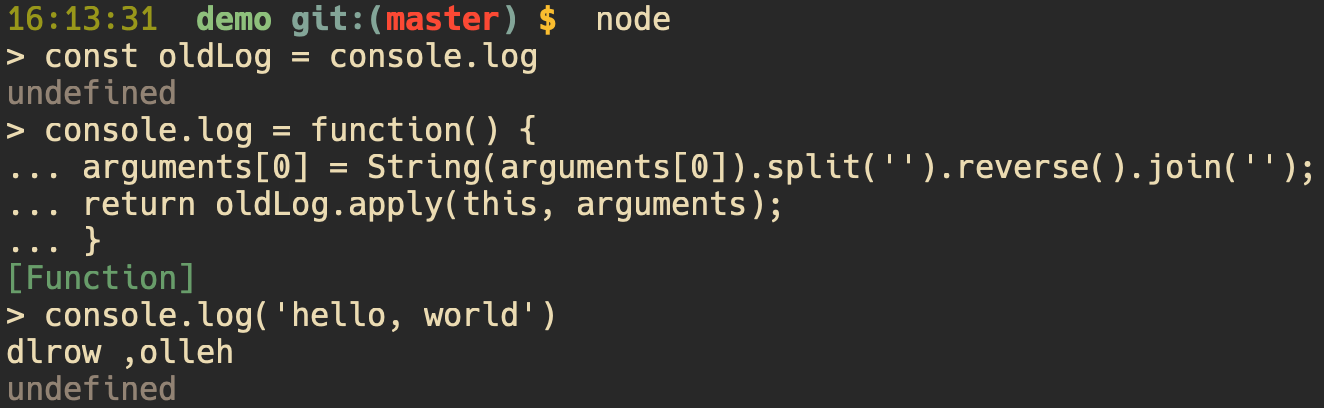 16:13:31  demo git:(master) $  node
> const oldLog = console.log
undefined
> console.log = function() {
... arguments[0] = String(arguments[0]).split('').reverse().join('');
... return oldLog.apply(this, arguments);
... }
[Function]
> console.log('hello, world')
dlrow ,olleh
undefined